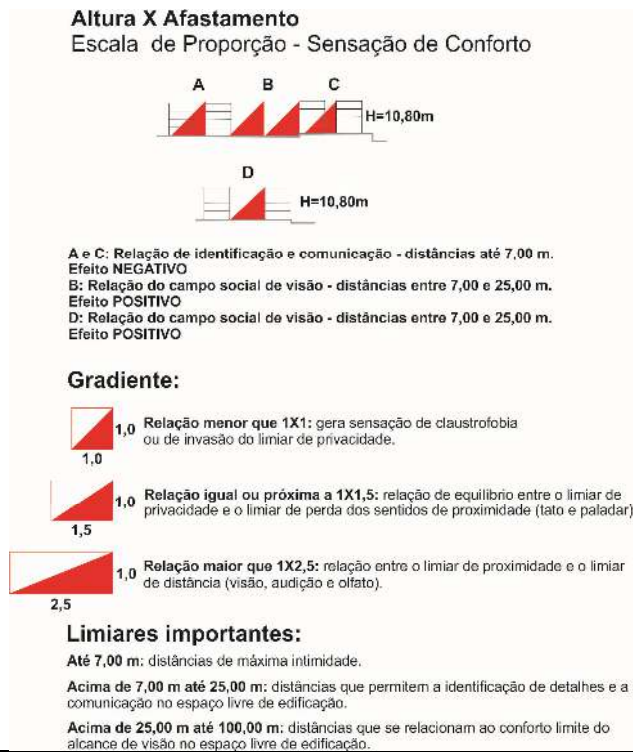 Altura X Afastamento
Escala de Proporção - Sensação de Conforto
A B C
H=10,80m
D
H=10,80m
A e C: Relação de identificação e comunicação - distâncias até 7,00 m.
Efeito NEGATIVO
B: Relação do campo social de visão - distâncias entre 7,00 e 25,00 m.
Efeito POSITIVO
D: Relação do campo social de visão - distâncias entre 7,00 e 25,00 m.
Efeito POSITIVO
Gradiente:
1,0 Relação menor que 1X1: gera sensação de claustrofobia
ou de invasão do limiar de privacidade.
1,0
1,0 Relação igual ou próxima a 1X1,5: relação de equilibrio entre o limiar de
privacidade e o limiar de perda dos sentidos de proximidade (tato e paladar)
1,5
1,0 Relação maior que 1X2,5: relação entre o limiar de proximidade e o limiar
de distância (visão, audição e olfato).
2,5
Limiares importantes:
Até 7,00 m: distâncias de máxima intimidade.
Acima de 7,00 m até 25,00 m: distâncias que permitem a identificação de detalhes e a
comunicação no espaço livre de edificação.
Acima de 25,00 m até 100,00 m: distâncias que se relacionam ao conforto limite do
alcance de visão no espaço livre de edificação.